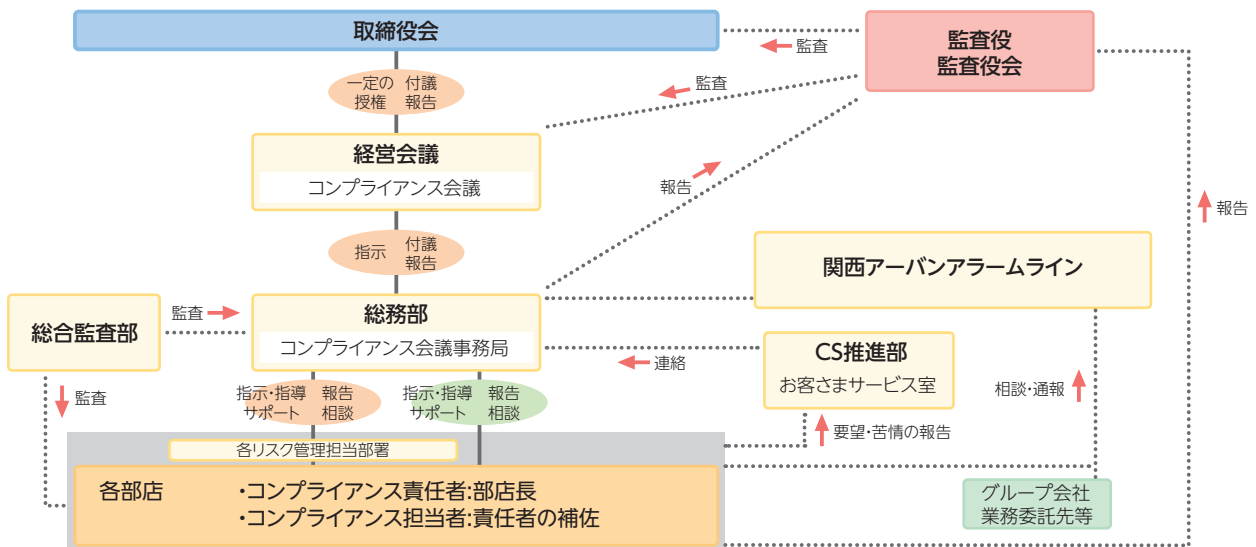 取締役会
監査
監査役
監査役会
一定の 付議
授権 報告
監査
経営会議
コンプライアンス会議
報告
報告
指示
付議
報告
関西アーバンアラームライン
総合監査部
監査
総務部
コンプライアンス会議事務局
連絡
CS推進部
お客さまサービス室
監査
指示・指導 報告
サポート 相談
指示・指導 報告
サポート 相談
相談・通報
要望・苦情の報告
各リスク管理担当部署
各部店
・コンプライアンス責任者:部店長
・コンプライアンス担当者:責任者の補佐
グループ会社
業務委託先等